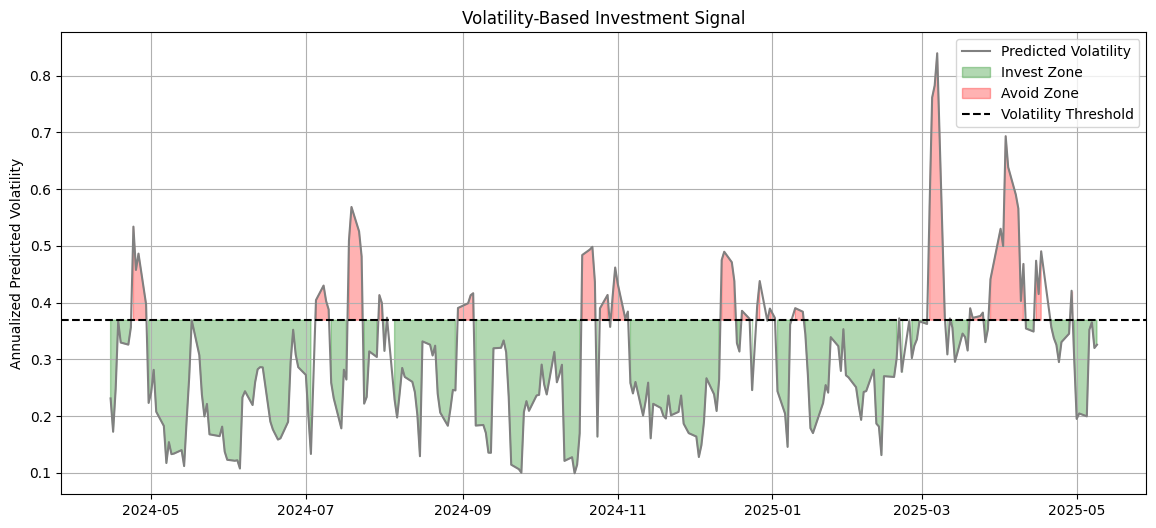 Volatility-Based Investment Signal
Annualized Predicted Volatility
0.8
0.7
0.6
0.5
0.4
0.3
0.2
0.1
2024-05
2024-07
2024-09
2024-11
2025-01
2025-03
2025-05
Predicted Volatility
Invest Zone
Avoid Zone
Volatility Threshold